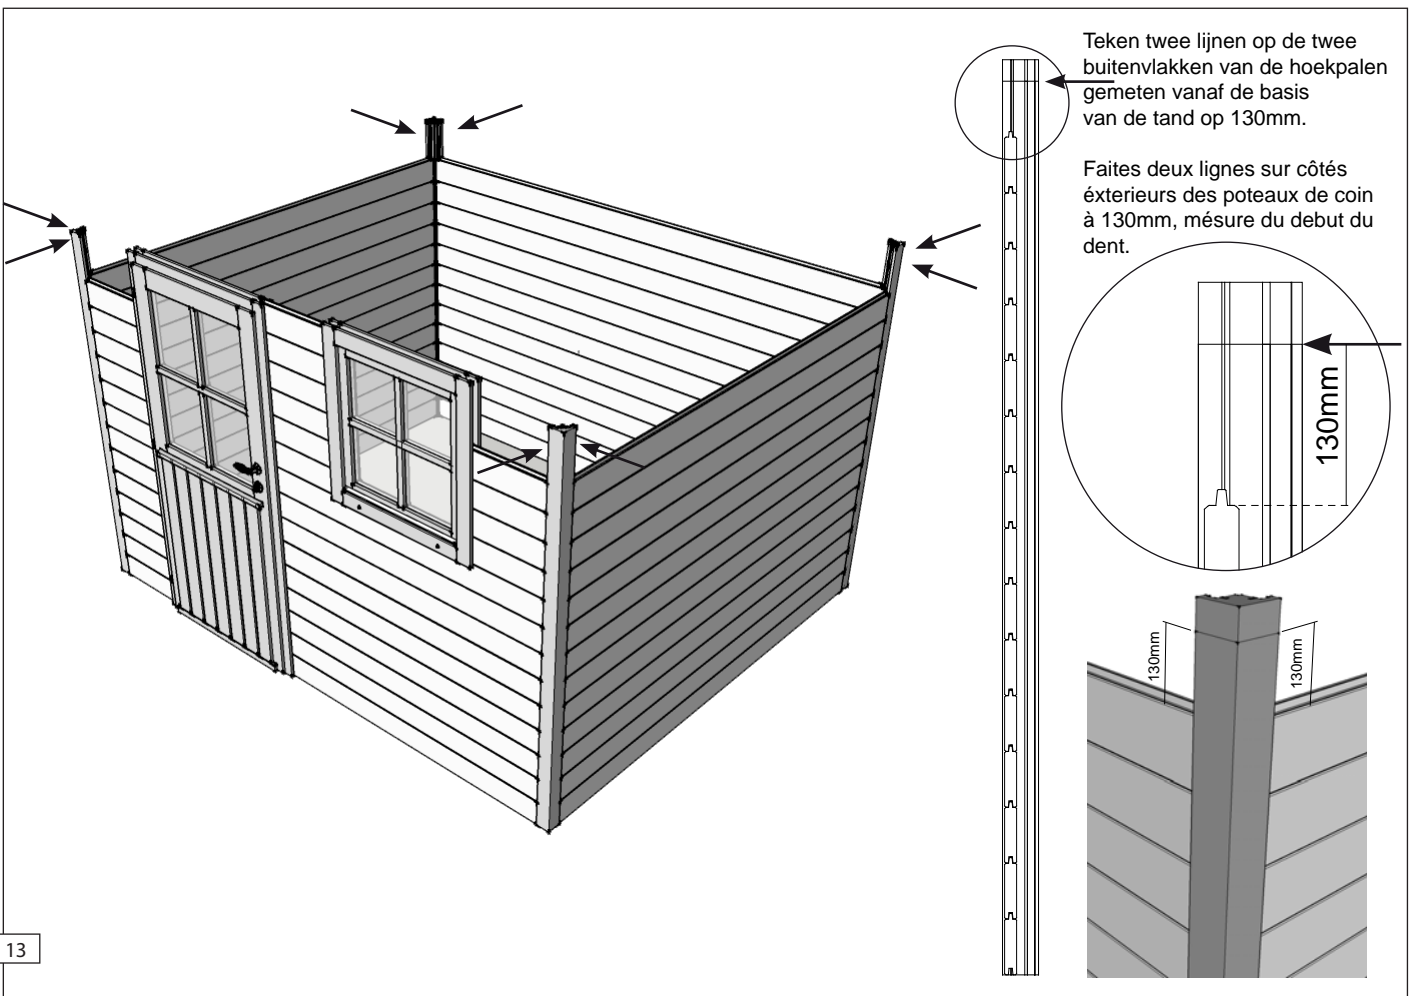 Teken twee lijnen op de twee
buitenvlakken van de hoekpalen
gemeten vanaf de basis
van de tand op 130mm.
Faites deux lignes sur côtés
éxterieurs des poteaux de coin
à 130mm, mésure du debut du
dent.
130mm
130mm
130mm
13